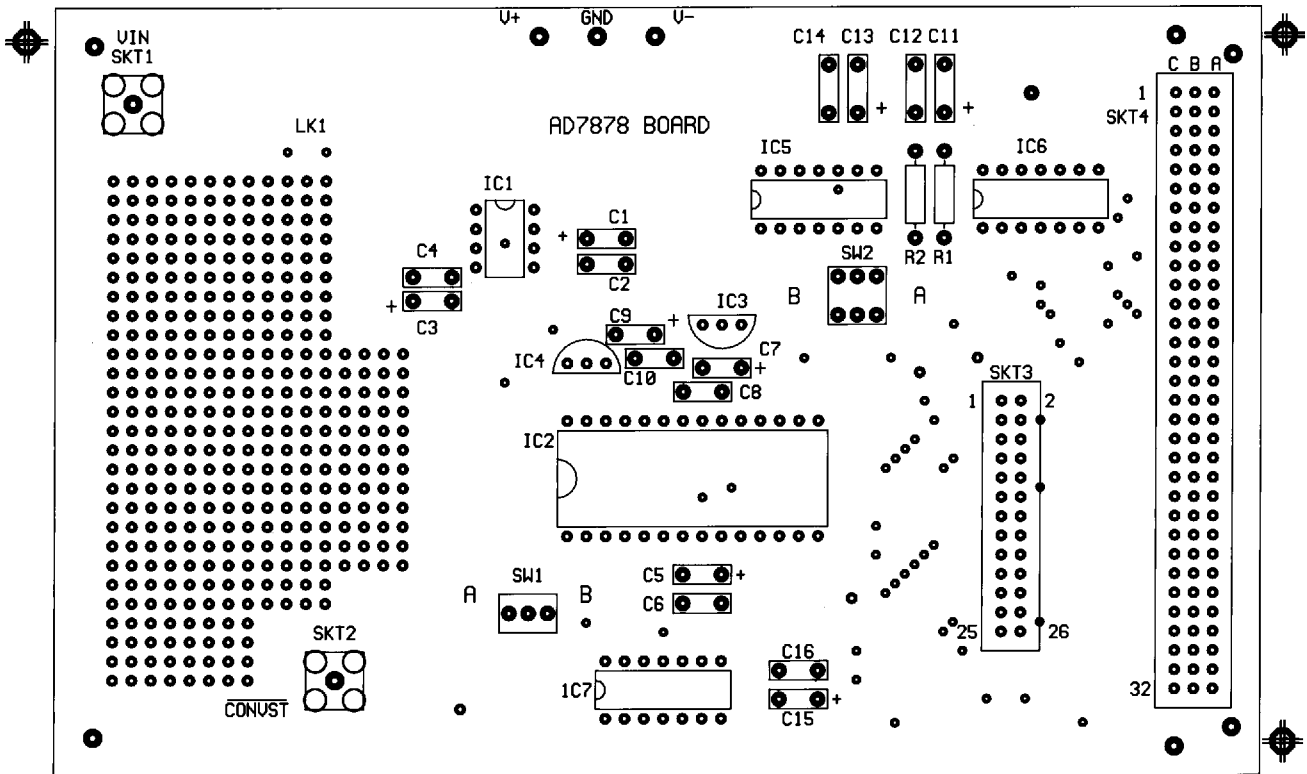 V+ GND V-
VIN
SKT1
C14 C13 C12 C11
+ +
C B A
1
SKT4
LK1
AD7878 BOARD
IC5 IC6
IC1
C1
+
C2
C4
+
C3
R2 R1
SW2
B A
C9
+
IC3
IC4
C10
C7
+
C8
SKT3
1 2
IC2
C5 +
C6
SW1
A B
25 26
SKT2
CONVST
1C7
C16
+
C15
32